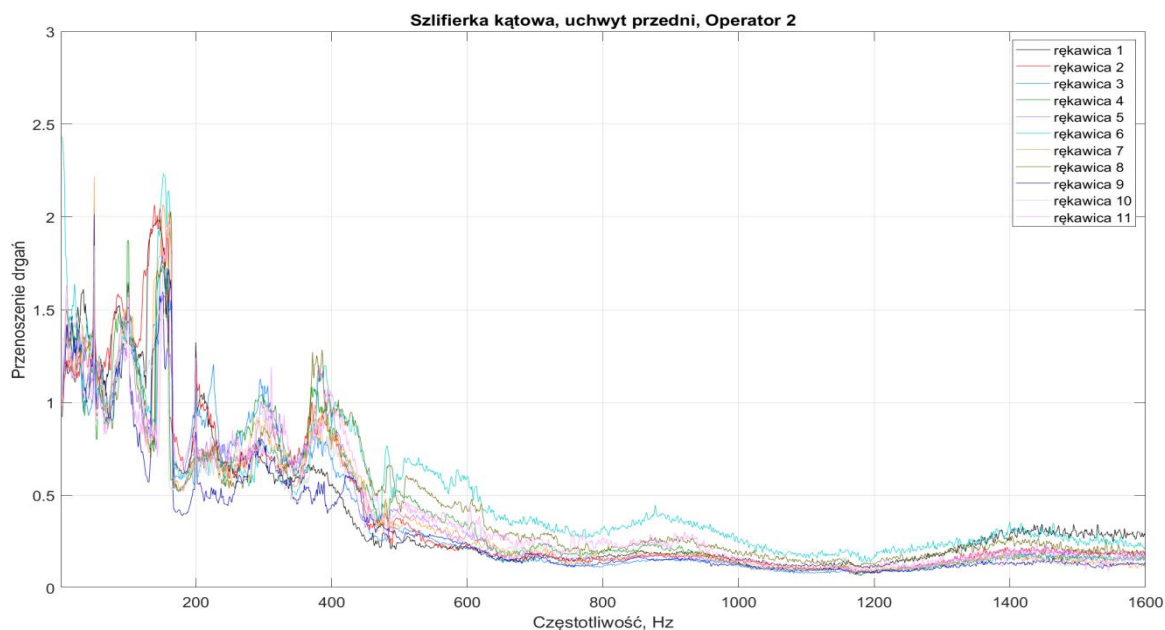 Szlifierka kątowa, uchwyt przedni, Operator 2
Przenoszenie drgań
3
2.5
2
1.5
1
0.5
0
200
400
600
800
1000
1200
1400
1600
Częstotliwość, Hz
rękawica 1
rękawica 2
rękawica 3
rękawica 4
rękawica 5
rękawica 6
rękawica 7
rękawica 8
rękawica 9
rękawica 10
rękawica 11